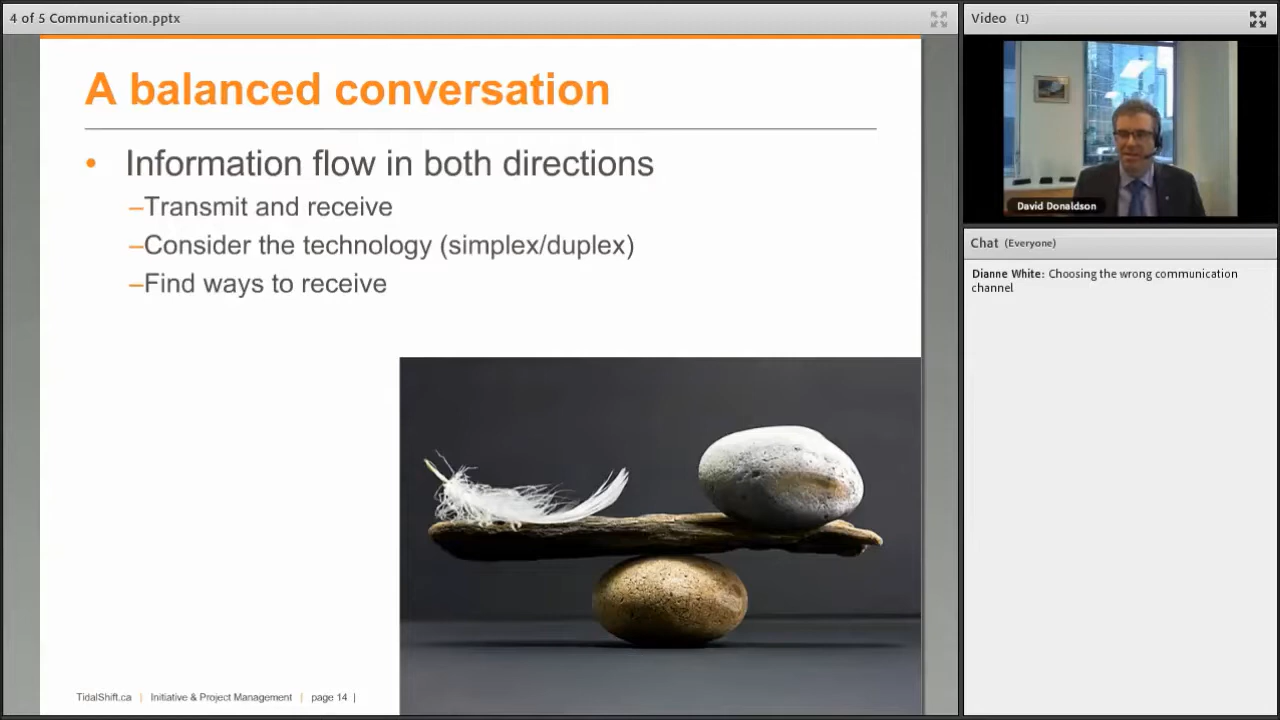 4 of 5 Communication.pptx
A balanced conversation
• Information flow in both directions
–Transmit and receive
–Consider the technology (simplex/duplex)
–Find ways to receive
TidalShift.ca | Initiative & Project Management | page 14 |
Video (1)
David Donaldson
Chat (Everyone)
Dianne White: Choosing the wrong communication
channel